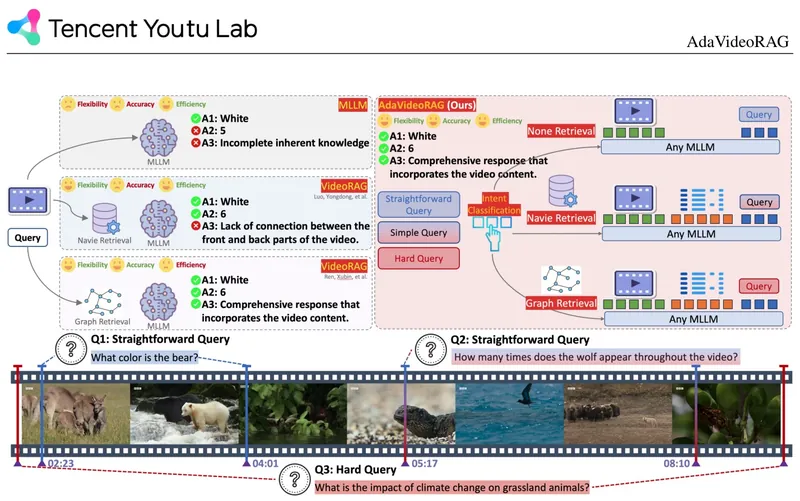 Tencent Youtu Lab
AdaVideoRAG
Flexibility Accuracy Efficiency
MLLM
A1: White
A2: 5
A3: Incomplete inherent knowledge
MLLM
Flexibility Accuracy Efficiency
VideoRAG
Luo, Yongdong, et al.
A1: White
A2: 6
A3: Lack of connection between the
front and back parts of the video.
Navie Retrieval
MLLM
Query
Flexibility Accuracy Efficiency
VideoRAG
Ren, Xubin, et al.
A1: White
A2: 6
A3: Comprehensive response that
incorporates the video content.
Graph Retrieval
MLLM
AdaVideoRAG (Ours)
Flexibility Accuracy Efficiency
A1: White
A2: 6
A3: Comprehensive response that
incorporates the video content.
Straightforward
Query
Simple Query
Hard Query
Intent
Classification
None Retrieval
Query
Any MLLM
Navie Retrieval
Query
Any MLLM
Graph Retrieval
Query
Any MLLM
Q1: Straightforward Query
What color is the bear?
Q2: Straightforward Query
How many times does the wolf appear throughout the video?
02:23
04:01
05:17
08:10
Q3: Hard Query
What is the impact of climate change on grassland animals?